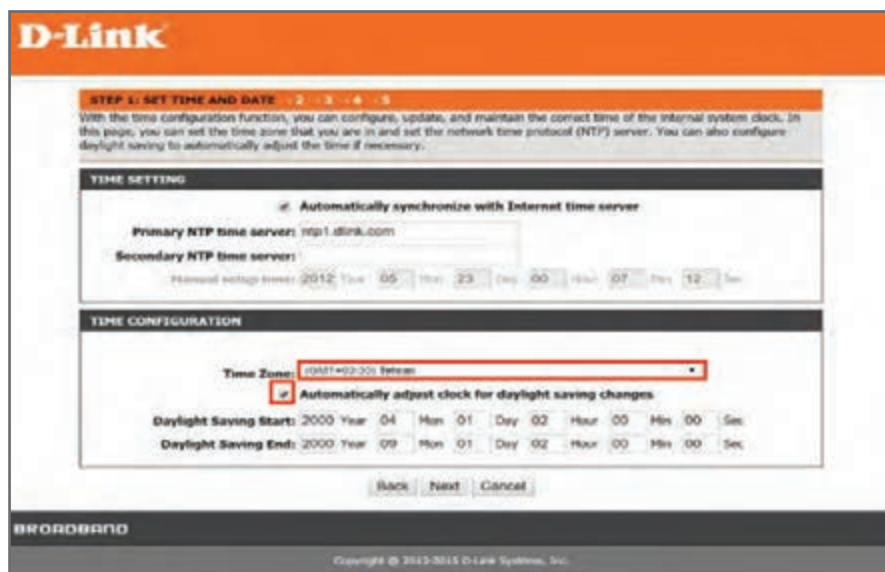 D-Link
STEP 1: SET TIME AND DATE · 2 · 3 · 4 · 5
With the time configuration function, you can configure, update, and maintain the correct time of the internal system clock. In
this page, you can set the time zone that you are in and set the network time protocol (NTP) server. You can also configure
daylight saving to automatically adjust the time if necessary.
TIME SETTING
Automatically synchronize with Internet time server
Primary NTP time server: ntp1.dlink.com
Secondary NTP time server:
Manual setup time: 2012 Year 05 Mon 23 Day 00 Hour 07 Min 12 Sec
TIME CONFIGURATION
Time Zone: (GMT+03:30) Tehran
Automatically adjust clock for daylight saving changes
Daylight Saving Start: 2000 Year 04 Mon 01 Day 02 Hour 00 Min 00 Sec
Daylight Saving End: 2000 Year 09 Mon 01 Day 02 Hour 00 Min 00 Sec
Back Next Cancel
BROADBAND
Copyright © 2012-2015 D-Link Systems, Inc.